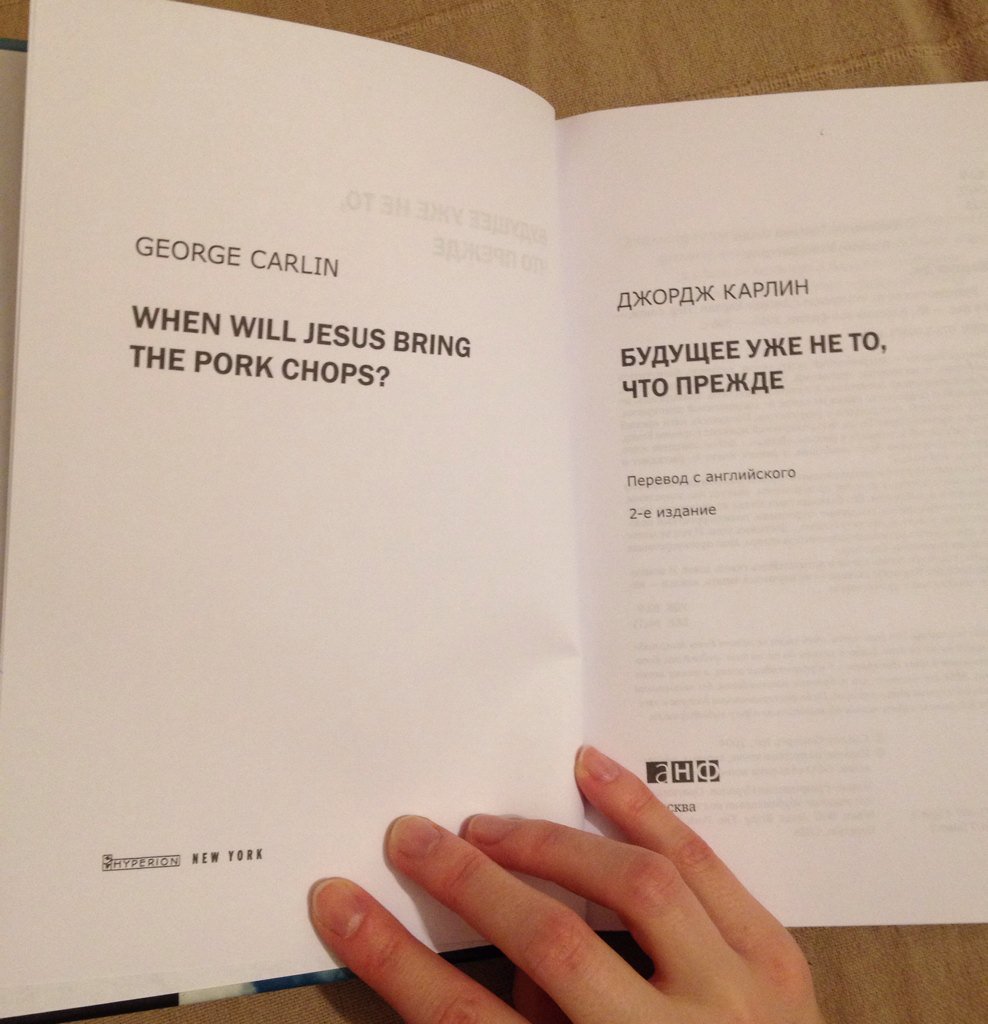 GEORGE CARLIN
WHEN WILL JESUS BRING
THE PORK CHOPS?
HYPERION NEW YORK
ДЖОРДЖ КАРЛИН
БУДУЩЕЕ УЖЕ НЕ ТО,
ЧТО ПРЕЖДЕ
Перевод с английского
2-е издание
АНФ
сква